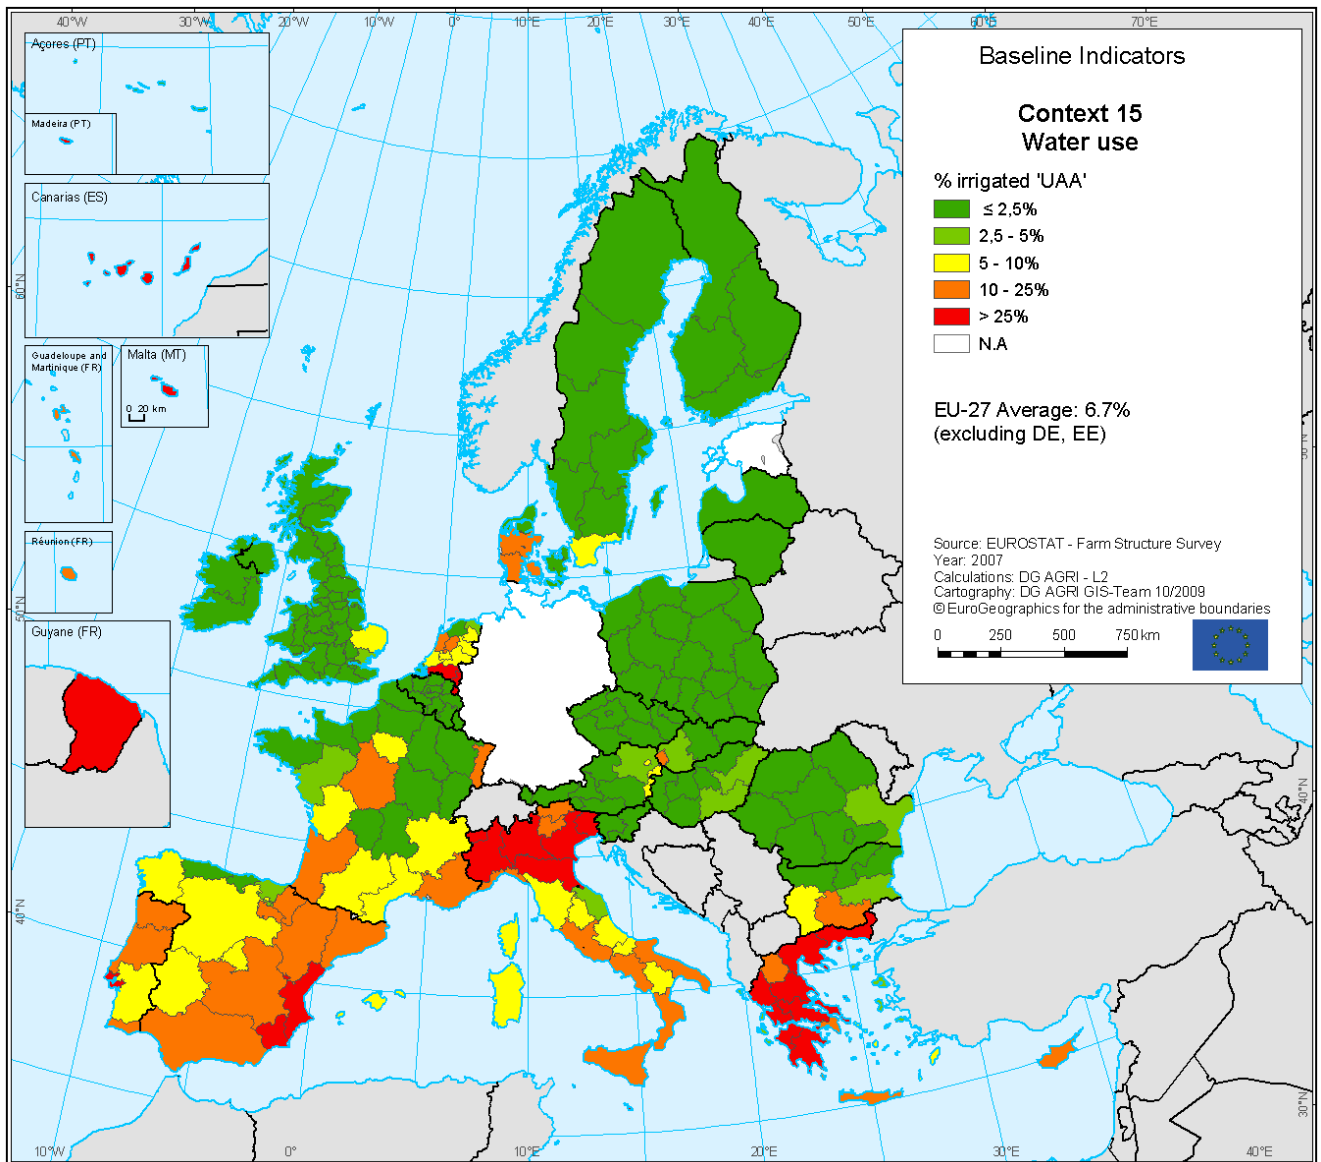 40°W
30°W
20°W
10°W
0°
10°E
20°E
30°E
40°E
50°E
60°E
70°E
Açores (PT)
Madeira (PT)
Canarias (ES)
Guadeloupe and
Martinique (FR)
Malta (MT)
0 20 km
Réunion (FR)
Guyane (FR)
Baseline Indicators
Context 15
Water use
% irrigated 'UAA'
≤ 2,5%
2,5 - 5%
5 - 10%
10 - 25%
> 25%
N.A
EU-27 Average: 6.7%
(excluding DE, EE)
Source: EUROSTAT - Farm Structure Survey
Year: 2007
Calculations: DG AGRI - L2
Cartography: DG AGRI GIS-Team 10/2009
© EuroGeographics for the administrative boundaries
0 250 500 750 km
60°N
50°N
40°N
40°N
30°N
10°W
0°
10°E
20°E
30°E
40°E